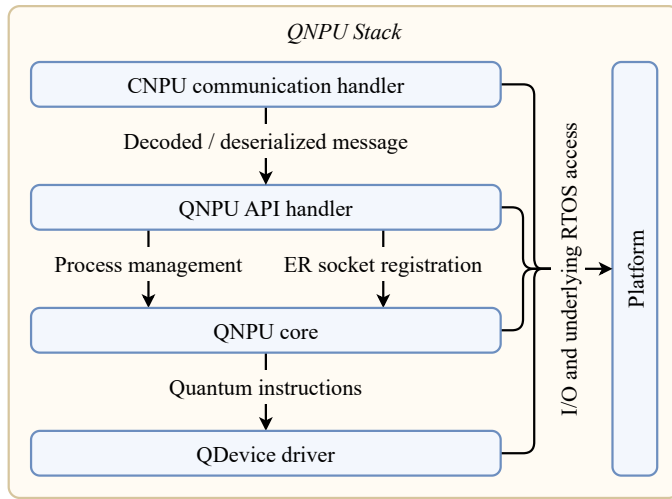 QNPU Stack
CNPU communication handler
Decoded / deserialized message
QNPU API handler
Process management
ER socket registration
QNPU core
Quantum instructions
QDevice driver
I/O and underlying RTOS access
Platform